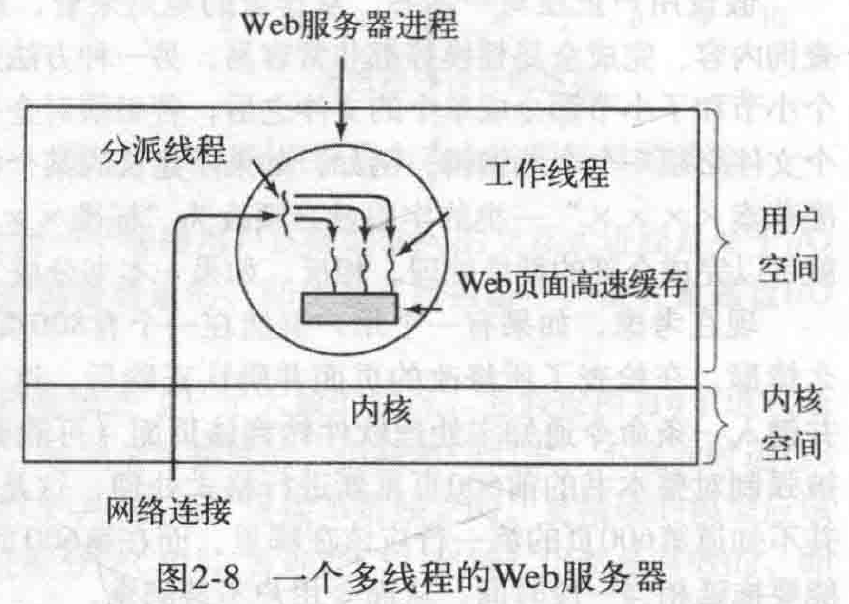 Web服务器进程
分派线程
工作线程
用户
空间
Web页面高速缓存
内核
内核
空间
网络连接
图2-8 一个多线程的Web服务器